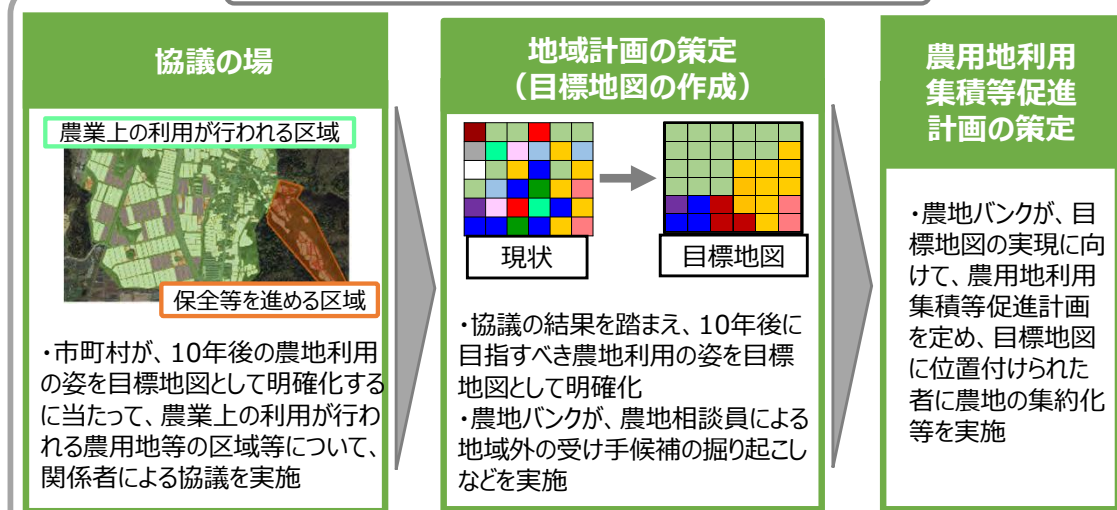 協議の場
農業上の利用が行われる区域
保全等を進める区域
・市町村が、10年後の農地利用
の姿を目標地図として明確化する
に当たって、農業上の利用が行わ
れる農用地等の区域等について、
関係者による協議を実施
地域計画の策定
（目標地図の作成）
現状
目標地図
・協議の結果を踏まえ、10年後に
目指すべき農地利用の姿を目標
地図として明確化
・農地バンクが、農地相談員による
地域外の受け手候補の掘り起こし
などを実施
農用地利用
集積等促進
計画の策定
・農地バンクが、目
標地図の実現に向
けて、農用地利用
集積等促進計画
を定め、目標地図
に位置付けられた
者に農地の集約化
等を実施